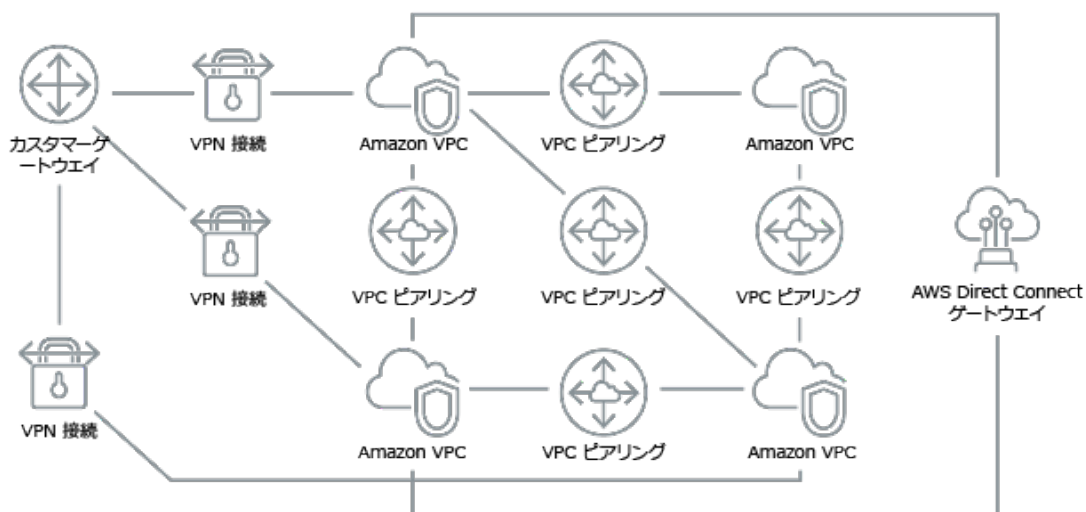 カスタマーゲ
ートウェイ
VPN 接続
Amazon VPC
VPC ピアリング
Amazon VPC
VPN 接続
VPC ピアリング
VPC ピアリング
VPC ピアリング
AWS Direct Connect
ゲートウェイ
VPN 接続
Amazon VPC
VPC ピアリング
Amazon VPC